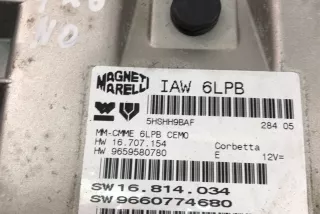 NO
MAGNETI
MARELLI
IAW 6LPB
5HSHH9BAF
284 05
MM-CMME 6LPB CEMO
HW 16.707.154 Corbetta
HW 9659580780 E 12V=
SW16.814.034
SW9660774680